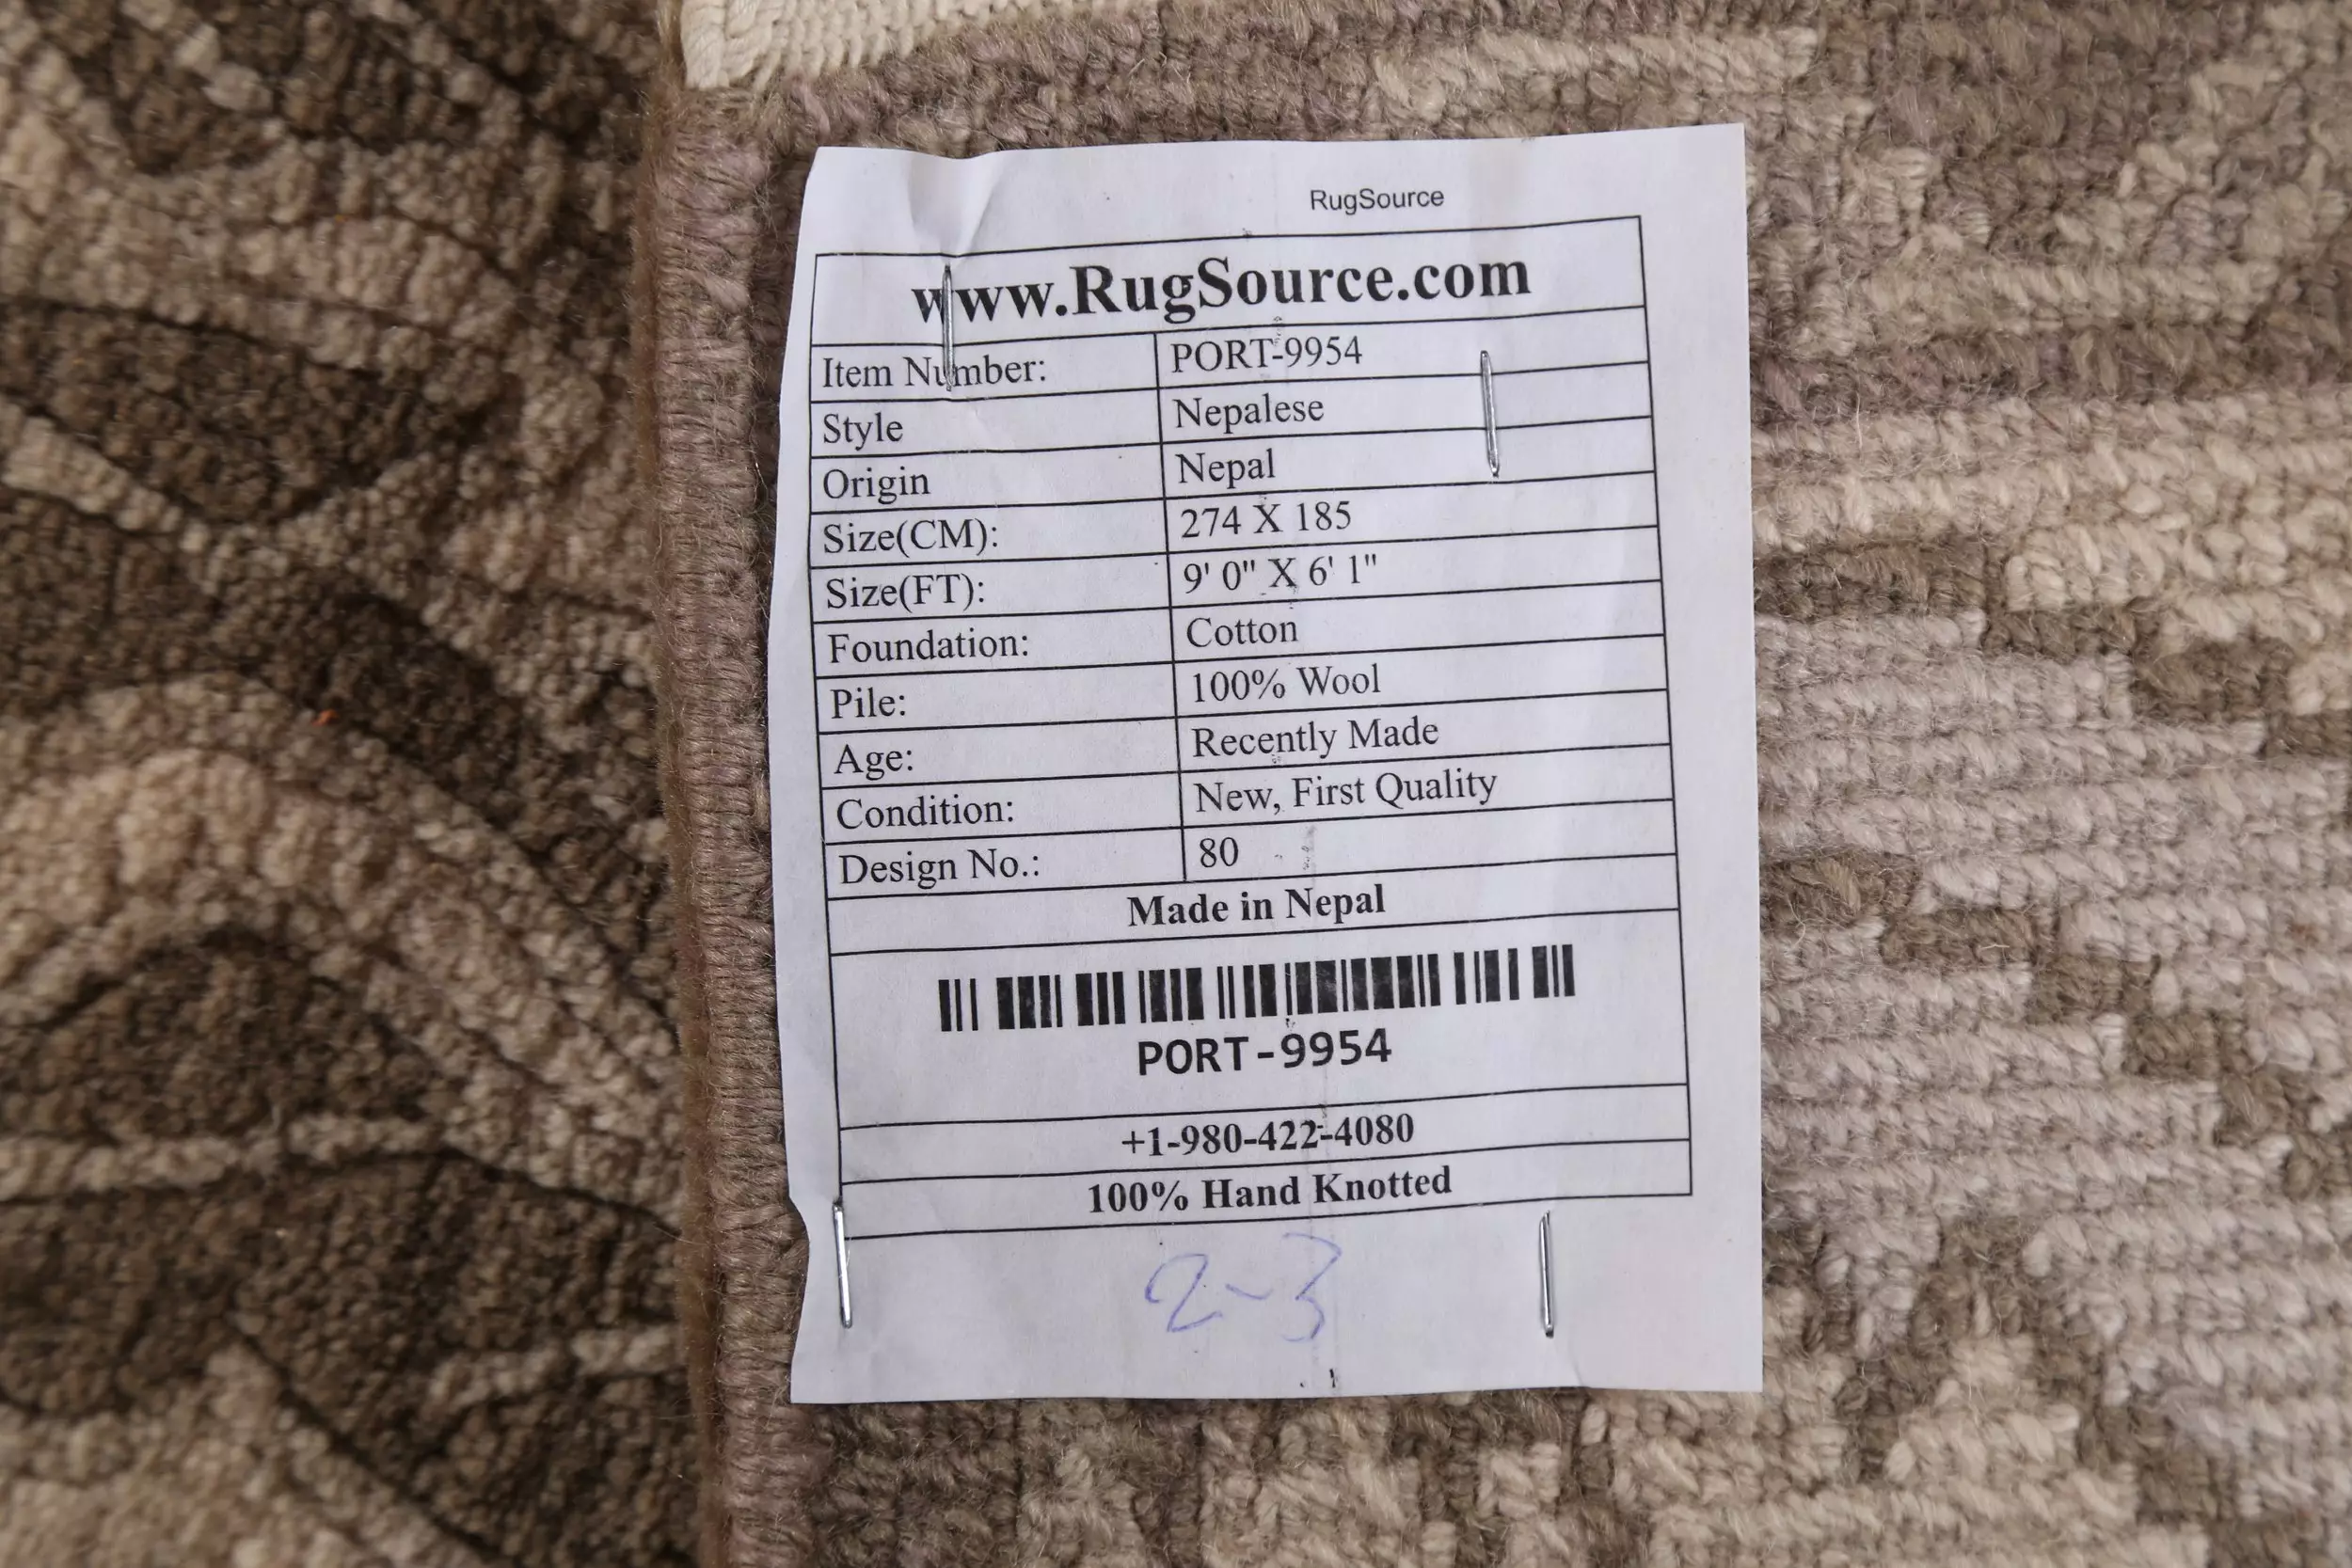 RugSource
www.RugSource.com
Item Number: PORT-9954
Style Nepalese
Origin Nepal
Size(CM): 274 X 185
Size(FT): 9' 0" X 6' 1"
Foundation: Cotton
Pile: 100% Wool
Age: Recently Made
Condition: New, First Quality
Design No.: 80
Made in Nepal
PORT-9954
+1-980-422-4080
100% Hand Knotted
2-3